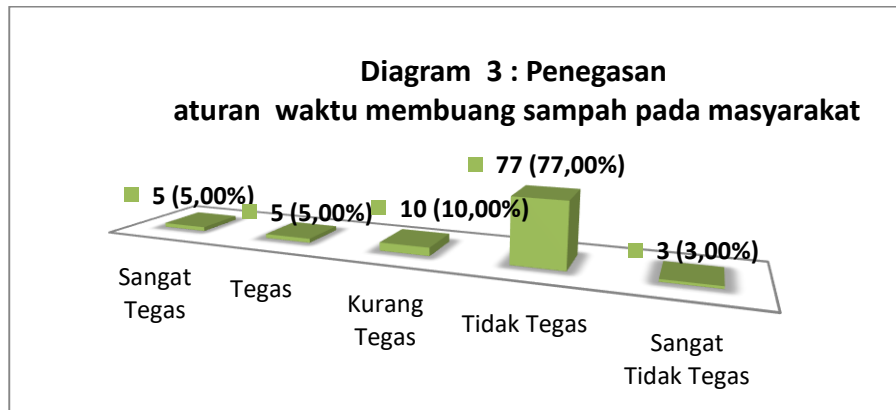 Diagram 3 : Penegasan
aturan waktu membuang sampah pada masyarakat
5 (5,00%)
5 (5,00%)
10 (10,00%)
77 (77,00%)
3 (3,00%)
Sangat
Tegas
Tegas
Kurang
Tegas
Tidak Tegas
Sangat
Tidak Tegas